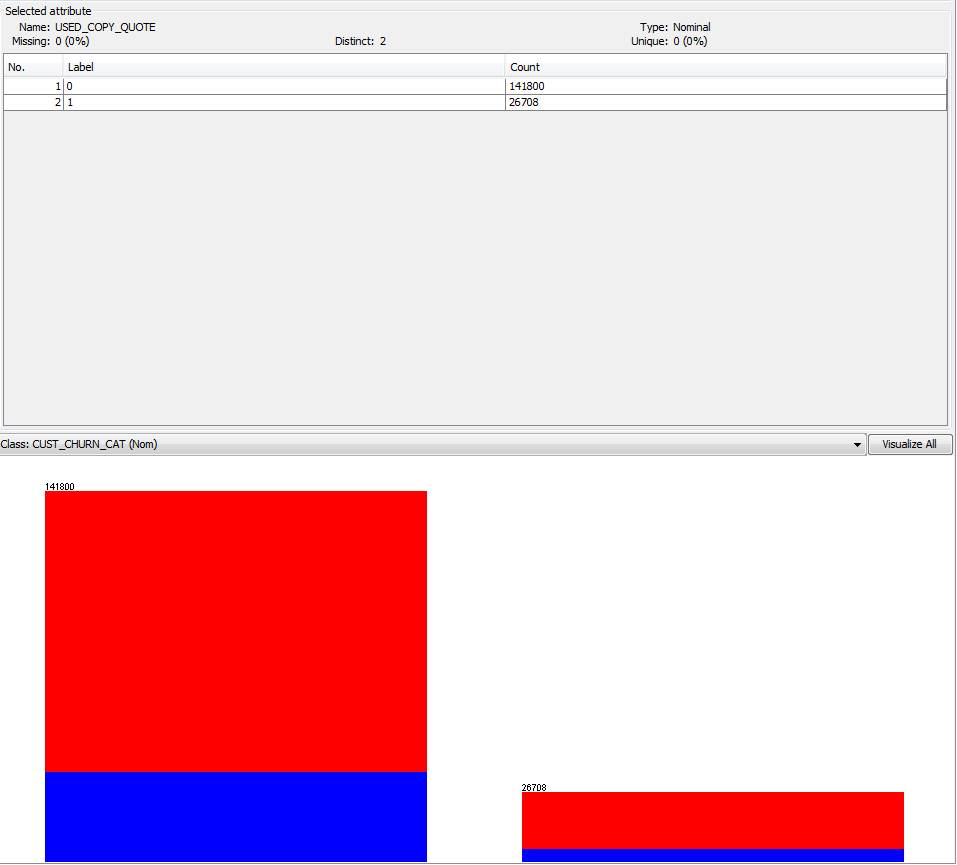 Selected attribute
Name: USED_COPY_QUOTE Type: Nominal
Missing: 0 (0%) Distinct: 2 Unique: 0 (0%)
No. Label Count
1 0 141800
2 1 26708
Class: CUST_CHURN_CAT (Nom) Visualize All
141800
26708